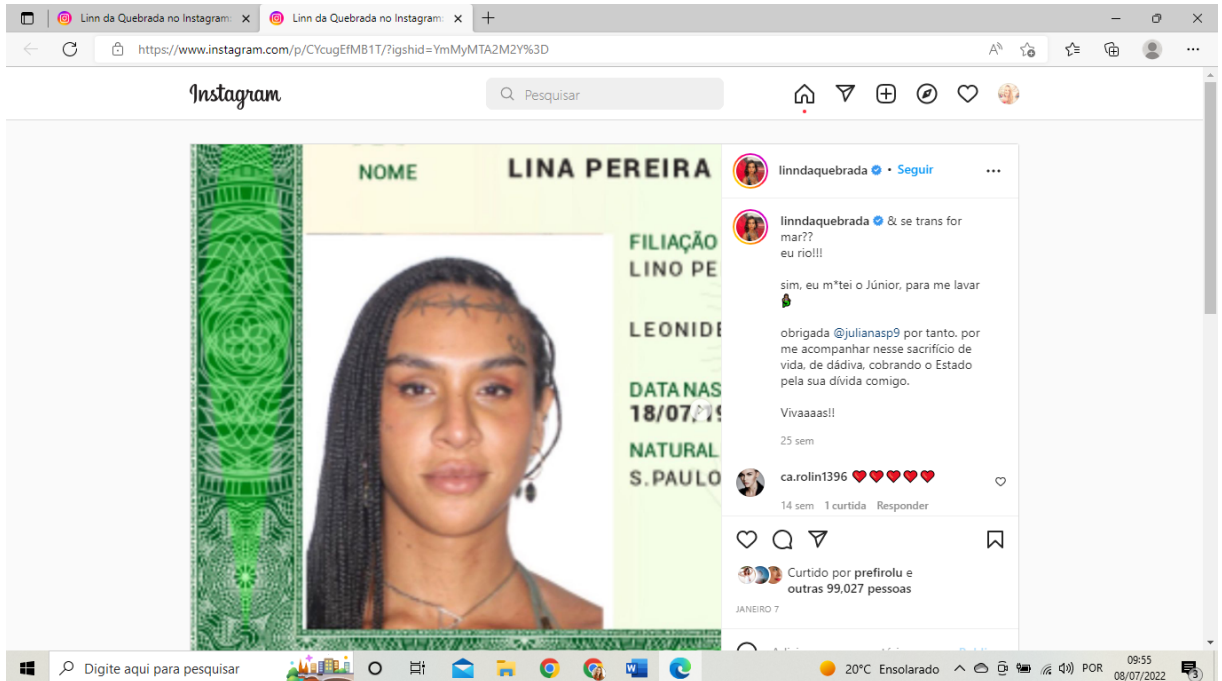 Linn da Quebrada no Instagram:
Linn da Quebrada no Instagram:
https://www.instagram.com/p/CYcugEfMB1T/?igshid=YmMyMTA2M2Y%3D
Instagram
Pesquisar
NOME LINA PEREIRA
FILIAÇÃO
LINO PE
LEONIDE
DATA NAS
18/07/19
NATURAL
S.PAULO
linndaquebrada • Seguir
linndaquebrada & se trans for
mar??
eu rio!!!
sim, eu m*tei o Júnior, para me lavar
obrigada @julianasp9 por tanto. por
me acompanhar nesse sacrifício de
vida, de dádiva, cobrando o Estado
pela sua dívida comigo.
Vivaaaas!!
25 sem
ca.rolin1396
14 sem 1 curtida Responder
Curtido por prefirolu e
outras 99,027 pessoas
JANEIRO 7
Digite aqui para pesquisar
20°C Ensolarado
POR
09:55
08/07/2022
3